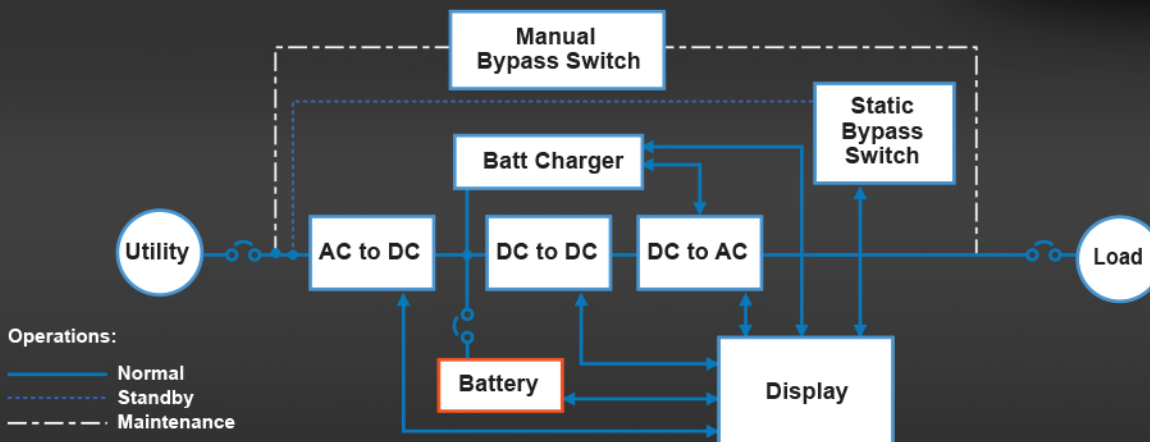 Manual
Bypass Switch
Static
Bypass
Switch
Batt Charger
Utility
AC to DC
DC to DC
DC to AC
Load
Operations:
Normal
Standby
Maintenance
Battery
Display